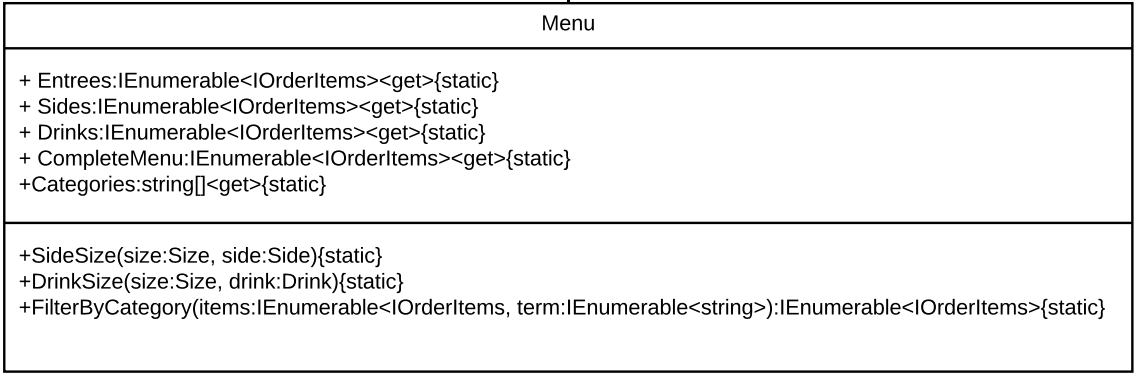 Menu
+ Entrees:IEnumerable<IOrderItems><get>{static}
+ Sides:IEnumerable<IOrderItems><get>{static}
+ Drinks:IEnumerable<IOrderItems><get>{static}
+ CompleteMenu:IEnumerable<IOrderItems><get>{static}
+Categories:string[]<get>{static}
+SideSize(size:Size, side:Side){static}
+DrinkSize(size:Size, drink:Drink){static}
+FilterByCategory(items:IEnumerable<IOrderItems, term:IEnumerable<string>):IEnumerable<IOrderItems>{static}